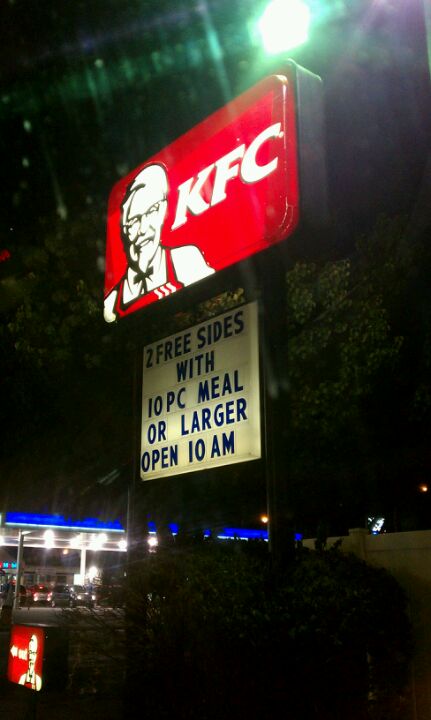 KFC
2 FREE SIDES
WITH
10 PC MEAL
OR LARGER
OPEN 10 AM